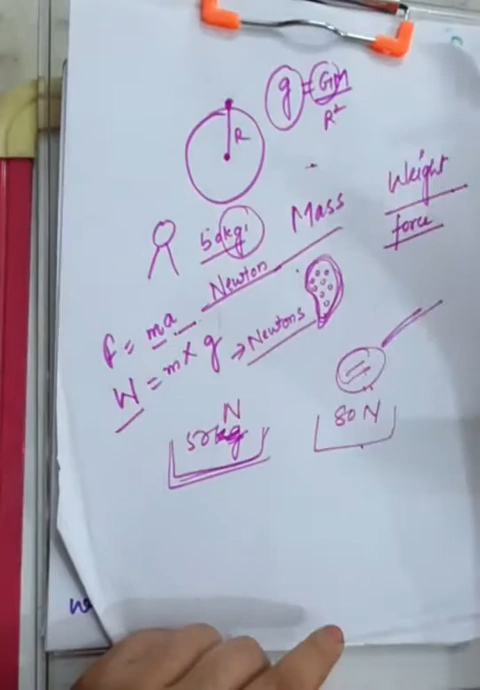 g = Gm
R²
R
Weight
force
50kg Mass
Newton
F = ma
W = m × g → Newtons
50kg N
80 N
w